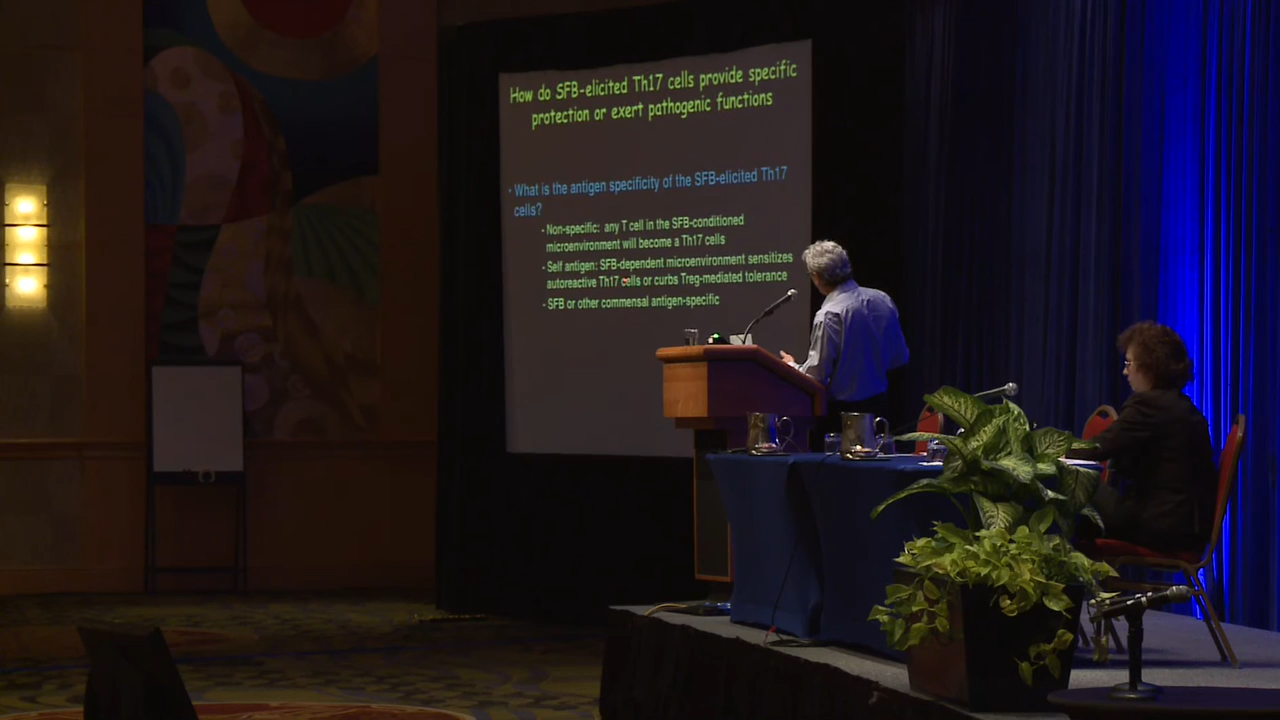 How do SFB-elicited Th17 cells provide specific
protection or exert pathogenic functions
· What is the antigen specificity of the SFB-elicited Th17
cells?
- Non-specific: any T cell in the SFB-conditioned
microenvironment will become a Th17 cells
- Self antigen: SFB-dependent microenvironment sensitizes
autoreactive Th17 cells or curbs Treg-mediated tolerance
- SFB or other commensal antigen-specific